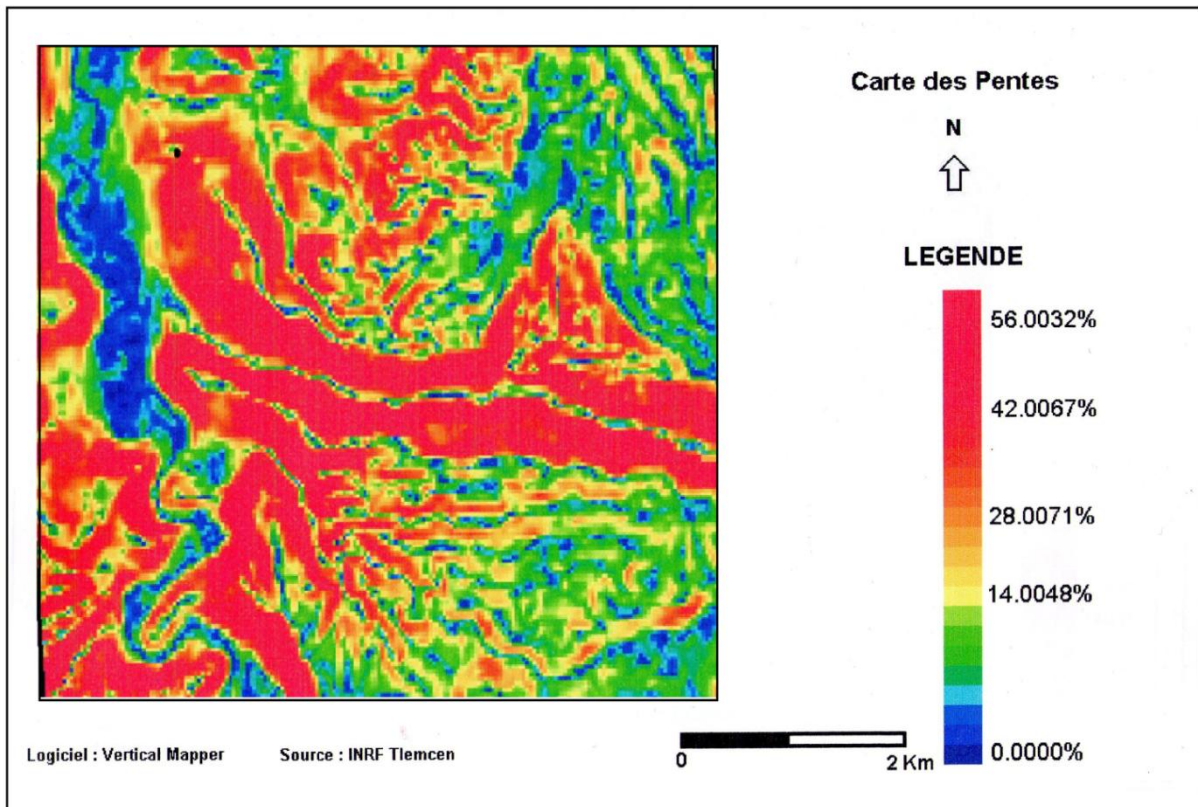 Carte des Pentes
N
LEGENDE
56.0032%
42.0067%
28.0071%
14.0048%
0.0000%
0
2 Km
Logiciel : Vertical Mapper
Source : INRF Tlemcen